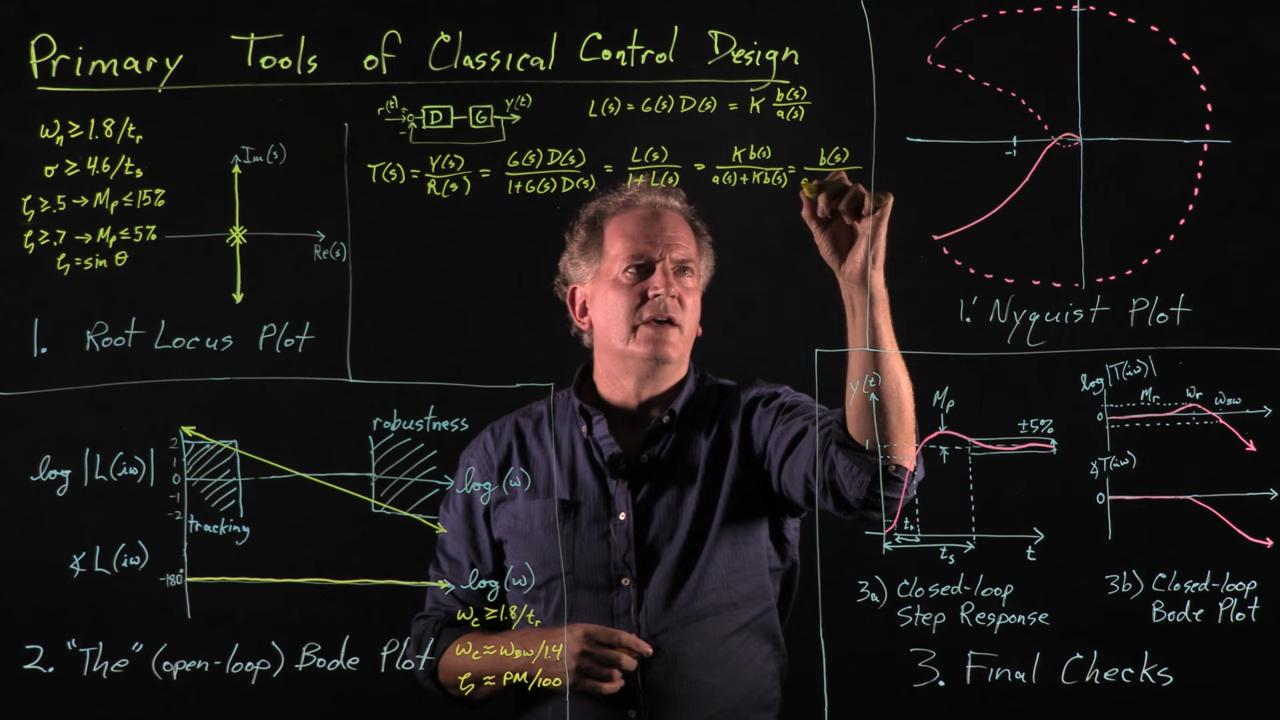 Primary Tools of Classical Control Design
r(t) + - D G Y(t)
L(s) = G(s) D(s) = K b(s)/a(s)
T(s) = Y(s)/R(s) = G(s) D(s)/1+G(s) D(s) = L(s)/1+L(s) = K b(s)/a(s)+Kb(s) = b(s)
ωn ≥ 1.8/tr
σ ≥ 4.6/ts
ζ ≥ .5 → Mp ≤ 15%
ζ ≥ .7 → Mp ≤ 5%
ζ = sin θ
Im(s)
Re(s)
1. Root Locus Plot
-1
1.' Nyquist Plot
robustness
log |L(iω)|
2
1
0
-1
-2
log(ω)
tracking
∡ L(iω)
-180°
log(ω)
ωc ≥ 1.8/tr
ωc ≈ ωBW/1.4
ζ ≈ PM/100
2. "The" (open-loop) Bode Plot
y(t)
Mp
±5%
1
tr
ts
t
3a) Closed-loop
Step Response
log |T(iω)|
Mr
ωr
ωBW
0
∡T(iω)
0
3b) Closed-loop
Bode Plot
3. Final Checks